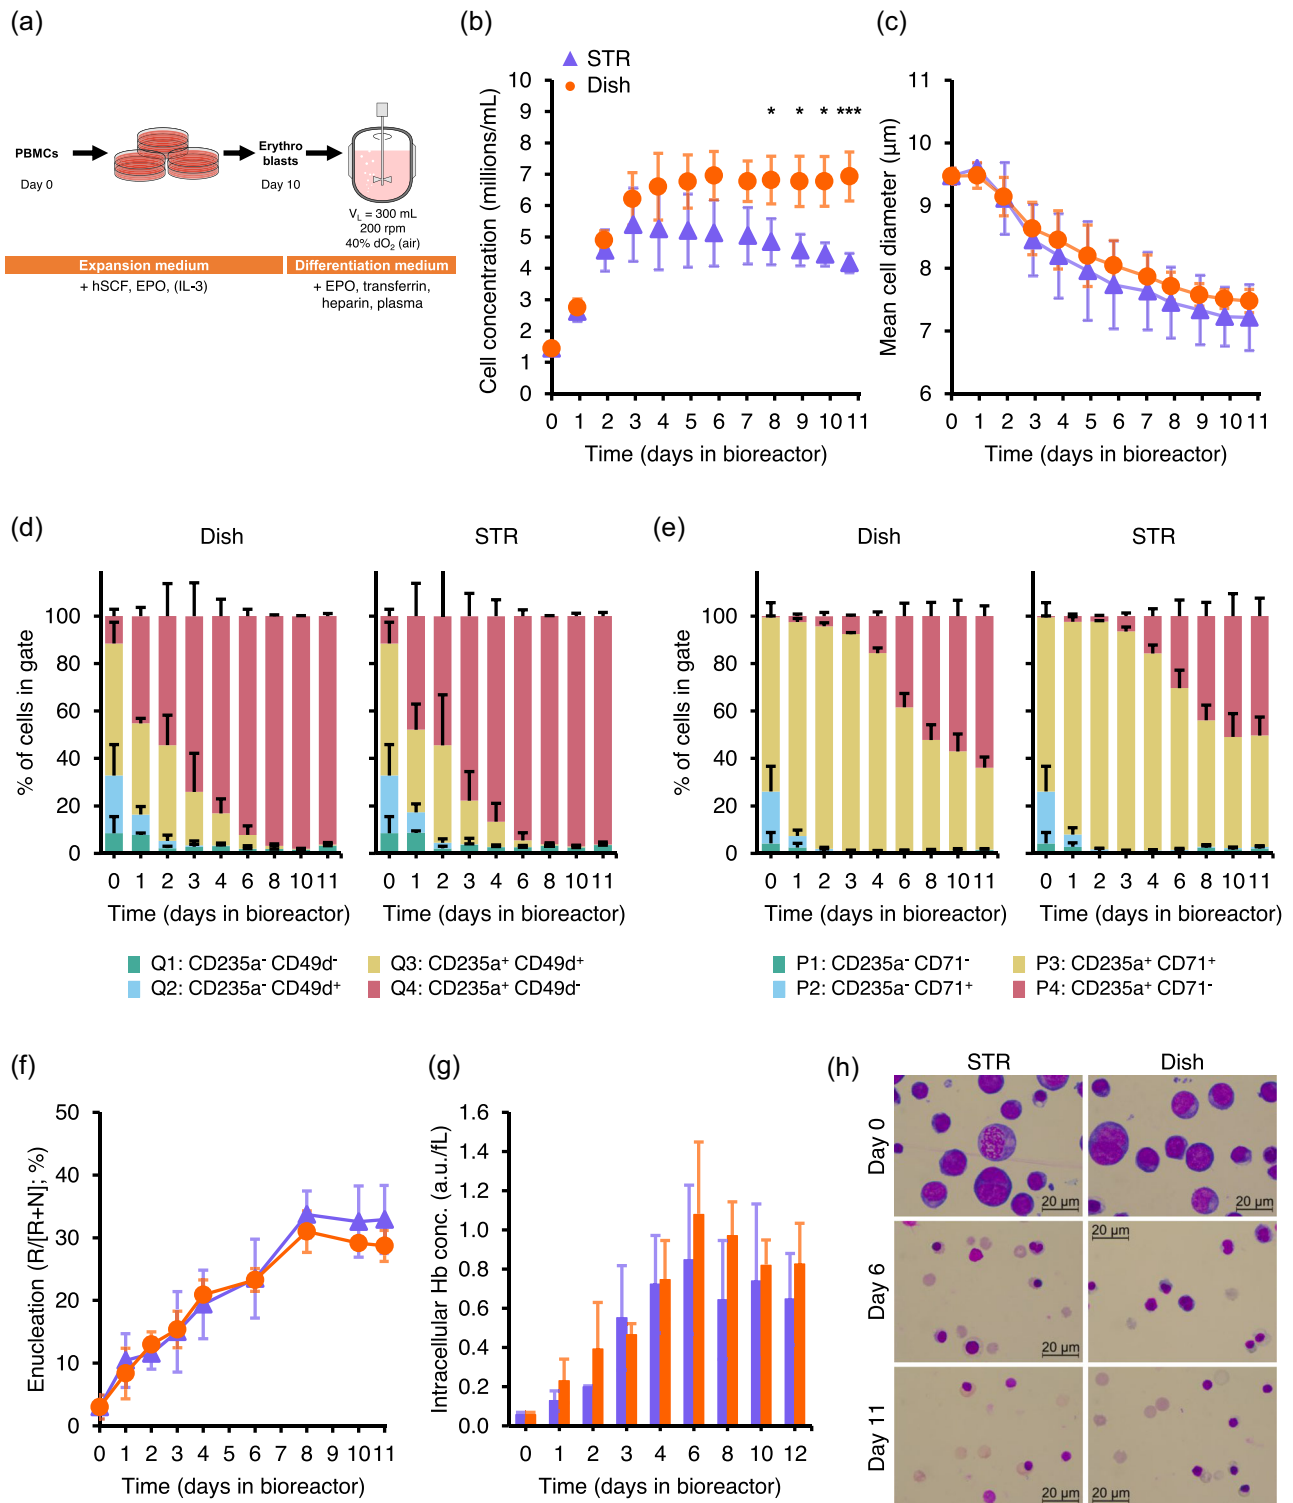 (a)
PBMCs
Day 0
Erythro
blasts
Day 10
V_L = 300 mL
200 rpm
40% dO₂ (air)
Expansion medium
+ hSCF, EPO, (IL-3)
Differentiation medium
+ EPO, transferrin,
heparin, plasma
(b)
STR
Dish
Cell concentration (millions/mL)
10
9
8
7
6
5
4
3
2
1
0
* * * ***
0 1 2 3 4 5 6 7 8 9 10 11
Time (days in bioreactor)
(c)
Mean cell diameter (µm)
11
10
9
8
7
6
0 1 2 3 4 5 6 7 8 9 10 11
Time (days in bioreactor)
(d)
Dish
STR
% of cells in gate
100
80
60
40
20
0
0 1 2 3 4 6 8 10 11
Time (days in bioreactor)
100
80
60
40
20
0
0 1 2 3 4 6 8 10 11
Time (days in bioreactor)
Q1: CD235a⁻ CD49d⁻
Q2: CD235a⁻ CD49d⁺
Q3: CD235a⁺ CD49d⁺
Q4: CD235a⁺ CD49d⁻
(e)
Dish
STR
% of cells in gate
100
80
60
40
20
0
0 1 2 3 4 6 8 10 11
Time (days in bioreactor)
100
80
60
40
20
0
0 1 2 3 4 6 8 10 11
Time (days in bioreactor)
P1: CD235a⁻ CD71⁻
P2: CD235a⁻ CD71⁺
P3: CD235a⁺ CD71⁺
P4: CD235a⁺ CD71⁻
(f)
Enucleation (R/[R+N]; %)
50
40
30
20
10
0
0 1 2 3 4 5 6 7 8 9 10 11
Time (days in bioreactor)
(g)
Intracellular Hb conc. (a.u./fL)
1.6
1.4
1.2
1.0
0.8
0.6
0.4
0.2
0.0
0 1 2 3 4 6 8 10 12
Time (days in bioreactor)
(h)
STR
Dish
Day 0
20 µm
20 µm
Day 6
20 µm
20 µm
Day 11
20 µm
20 µm